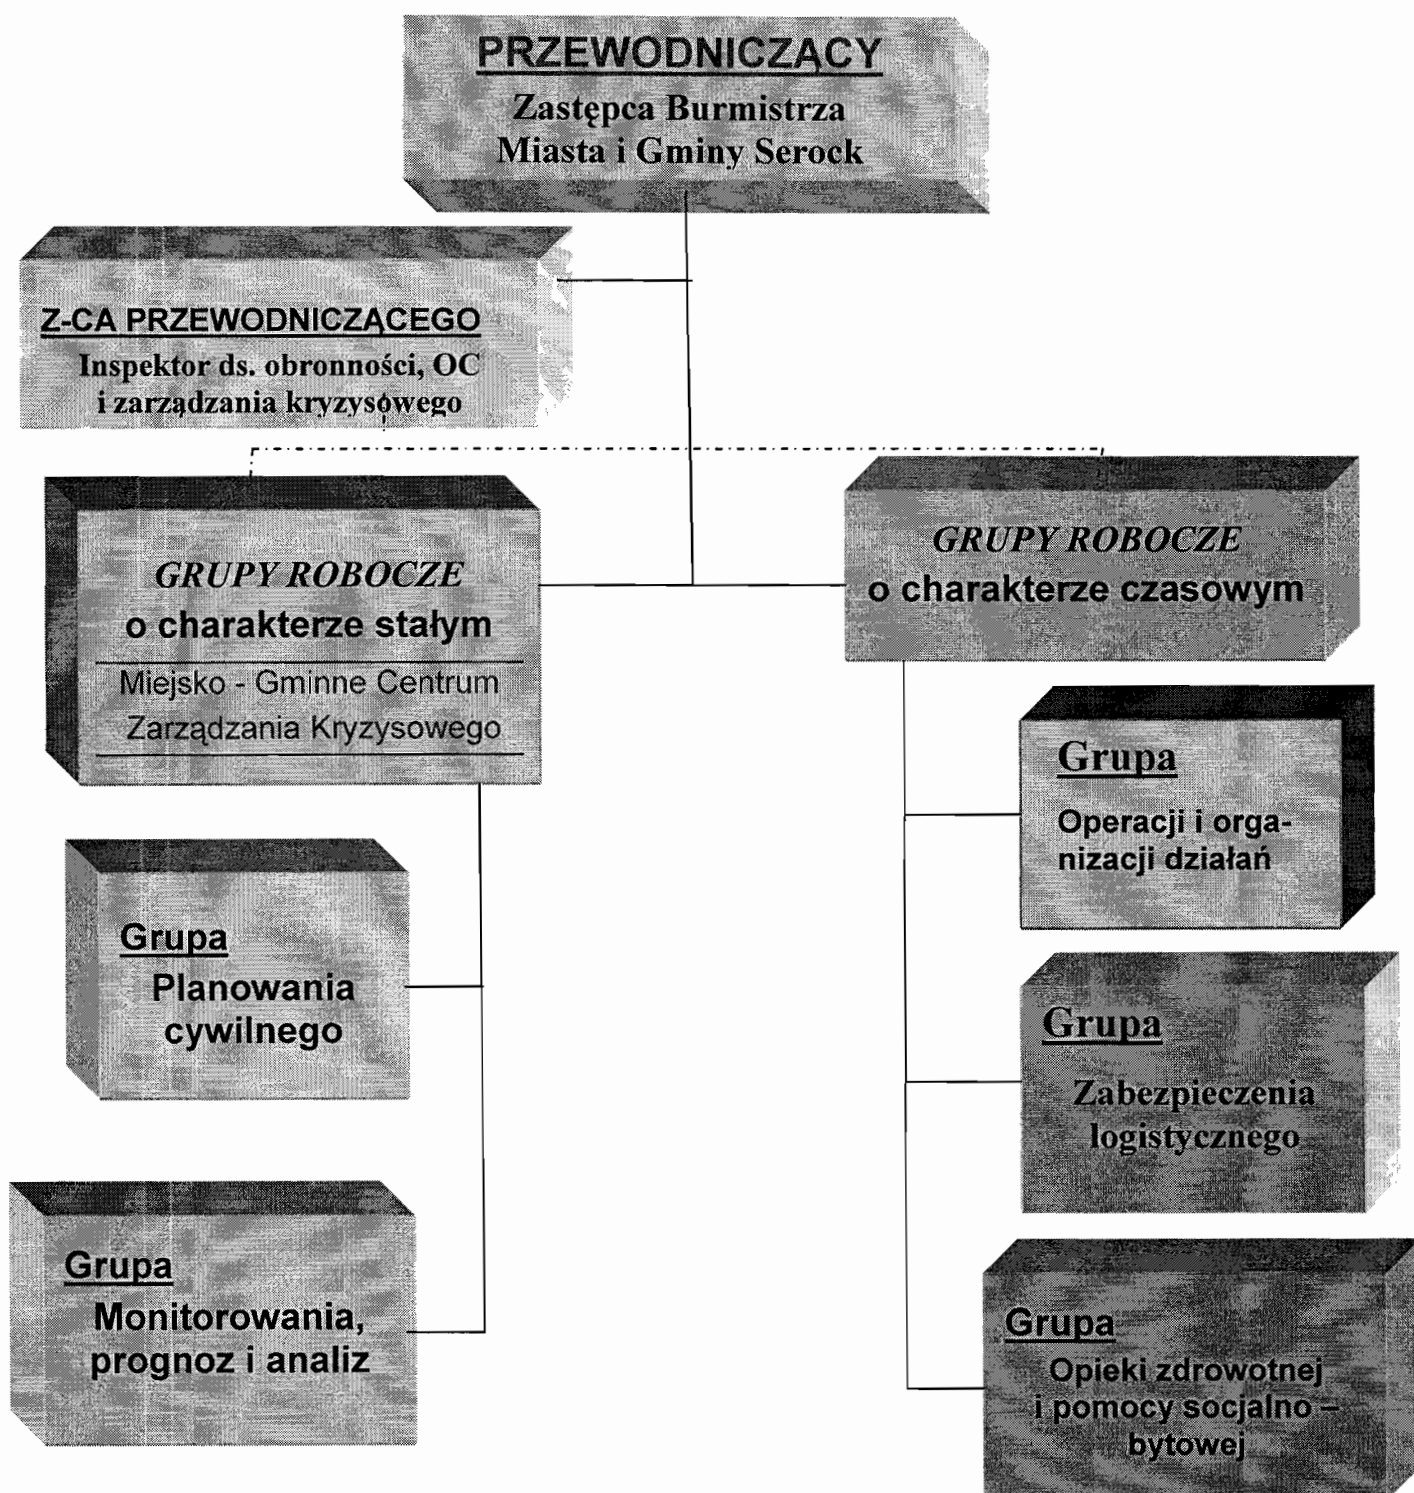 PRZEWODNICZĄCY
Zastępca Burmistrza
Miasta i Gminy Serock
Z-CA PRZEWODNICZĄCEGO
Inspektor ds. obronności, OC
i zarządzania kryzysowego
GRUPY ROBOCZE
o charakterze stałym
Miejsko - Gminne Centrum
Zarządzania Kryzysowego
Grupa
Planowania
cywilnego
Grupa
Monitorowania,
prognoz i analiz
GRUPY ROBOCZE
o charakterze czasowym
Grupa
Operacji i orga-
nizacji działań
Grupa
Zabezpieczenia
logistycznego
Grupa
Opieki zdrowotnej
i pomocy socjalno –
bytowej